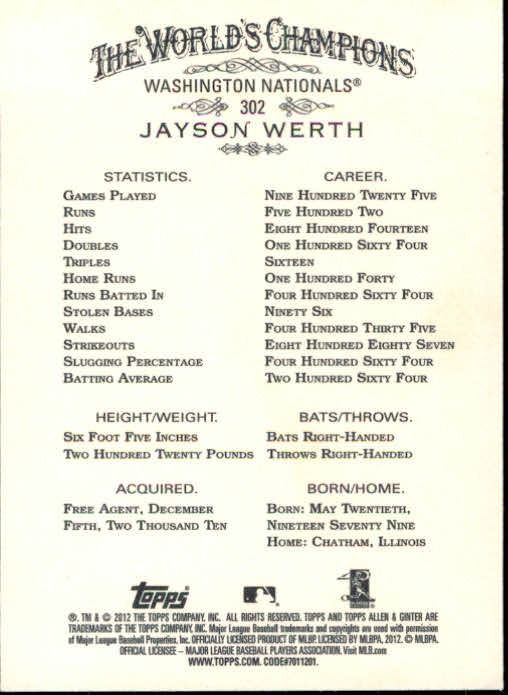 THE WORLD'S CHAMPIONS
WASHINGTON NATIONALS®
302
JAYSON WERTH
STATISTICS. CAREER.
GAMES PLAYED NINE HUNDRED TWENTY FIVE
RUNS FIVE HUNDRED TWO
HITS EIGHT HUNDRED FOURTEEN
DOUBLES ONE HUNDRED SIXTY FOUR
TRIPLES SIXTEEN
HOME RUNS ONE HUNDRED FORTY
RUNS BATTED IN FOUR HUNDRED SIXTY FOUR
STOLEN BASES NINETY SIX
WALKS FOUR HUNDRED THIRTY FIVE
STRIKEOUTS EIGHT HUNDRED EIGHTY SEVEN
SLUGGING PERCENTAGE FOUR HUNDRED SIXTY FOUR
BATTING AVERAGE TWO HUNDRED SIXTY FOUR
HEIGHT/WEIGHT. BATS/THROWS.
SIX FOOT FIVE INCHES BATS RIGHT-HANDED
TWO HUNDRED TWENTY POUNDS THROWS RIGHT-HANDED
ACQUIRED. BORN/HOME.
FREE AGENT, DECEMBER BORN: MAY TWENTIETH,
FIFTH, TWO THOUSAND TEN NINETEEN SEVENTY NINE
HOME: CHATHAM, ILLINOIS
TOPPS
®, TM & © 2012 THE TOPPS COMPANY, INC. ALL RIGHTS RESERVED. TOPPS AND TOPPS ALLEN & GINTER ARE
TRADEMARKS OF THE TOPPS COMPANY, INC. Major League Baseball trademarks and copyrights are used with permission
of Major League Baseball Properties, Inc. OFFICIALLY LICENSED PRODUCT OF MLBP. LICENSED BY MLBPA, 2012. © MLBPA.
OFFICIAL LICENSEE – MAJOR LEAGUE BASEBALL PLAYERS ASSOCIATION. Visit MLB.com
WWW.TOPPS.COM. CODE#7011201.